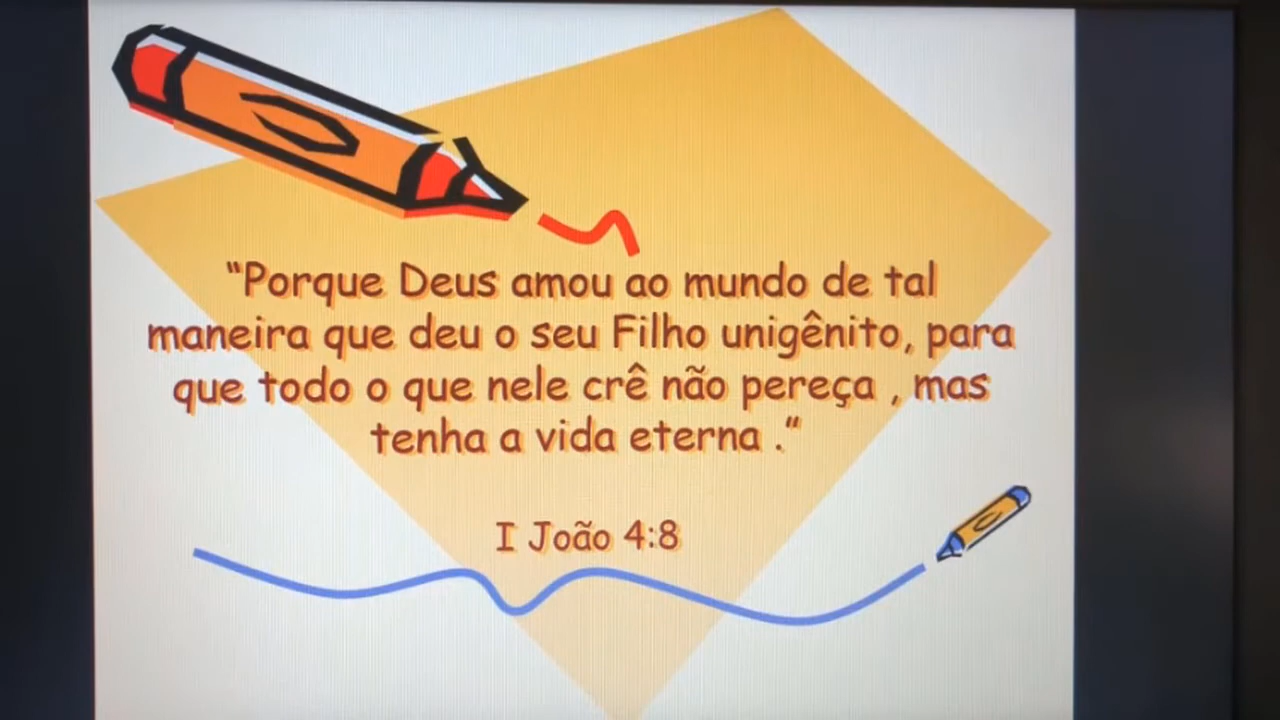 “Porque Deus amou ao mundo de tal
maneira que deu o seu Filho unigênito, para
que todo o que nele crê não pereça , mas
tenha a vida eterna .”
I João 4:8